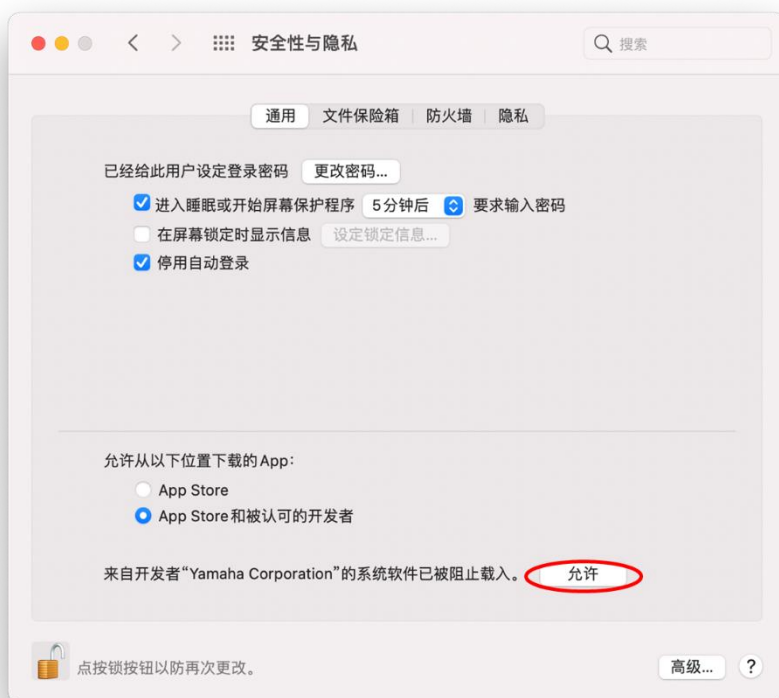 安全性与隐私
搜索
通用 文件保险箱 防火墙 隐私
已经给此用户设定登录密码 更改密码...
进入睡眠或开始屏幕保护程序 5分钟后 要求输入密码
在屏幕锁定时显示信息 设定锁定信息...
停用自动登录
允许从以下位置下载的App:
App Store
App Store和被认可的开发者
来自开发者“Yamaha Corporation”的系统软件已被阻止载入。 允许
点按锁按钮以防再次更改。
高级... ?